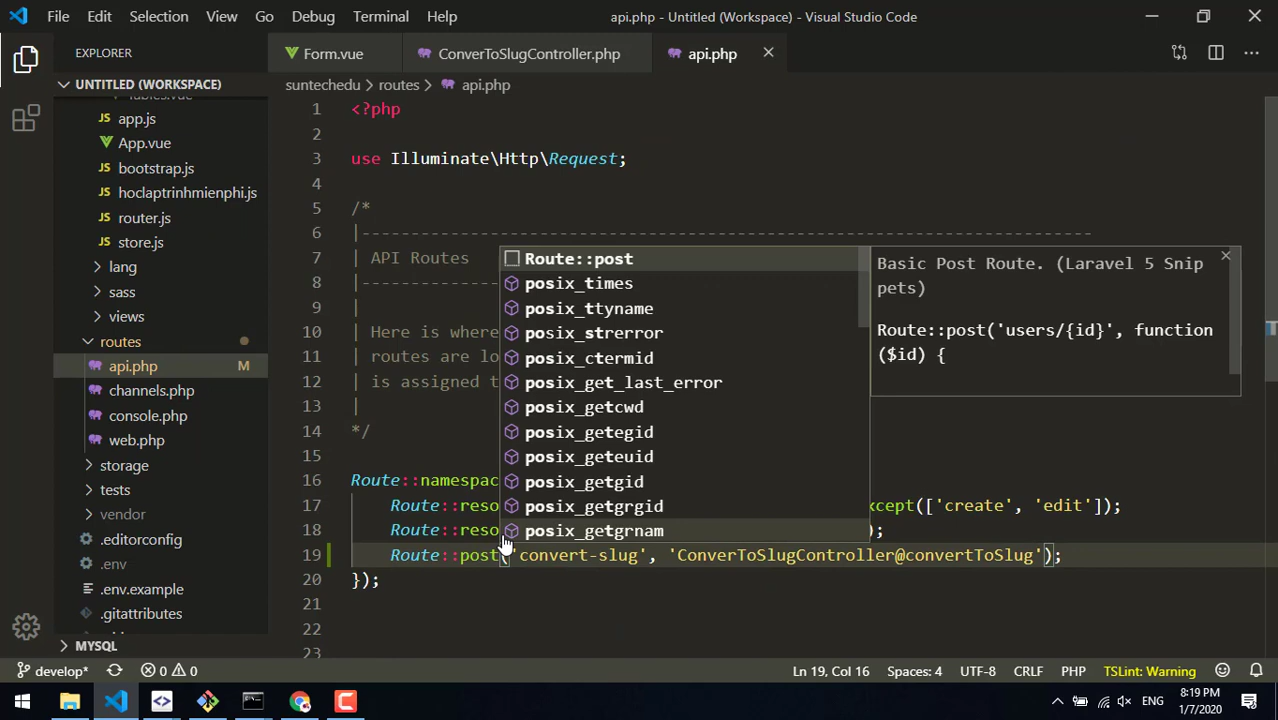 File Edit Selection View Go Debug Terminal Help api.php - Untitled (Workspace) - Visual Studio Code
EXPLORER
Form.vue ConverToSlugController.php api.php
UNTITLED (WORKSPACE)
suntechedu > routes > api.php
Tables.vue
app.js
App.vue
bootstrap.js
hoclaptrinhmienphi.js
router.js
store.js
lang
sass
views
routes
api.php M
channels.php
console.php
web.php
storage
tests
vendor
.editorconfig
.env
.env.example
.gitattributes
MYSQL
1 <?php
2
3 use Illuminate\Http\Request;
4
5 /*
6 |--------------------------------------------------------------------------
7 | API Routes
8 |--------------
9 |
10 | Here is where
11 | routes are lo
12 | is assigned t
13 |
14 */
15
16 Route::namespac
17 Route::reso xcept(['create', 'edit']);
18 Route::reso );
19 Route::post('convert-slug', 'ConverToSlugController@convertToSlug');
20 });
21
22
23
Route::post
posix_times
posix_ttyname
posix_strerror
posix_ctermid
posix_get_last_error
posix_getcwd
posix_getegid
posix_geteuid
posix_getgid
posix_getgrgid
posix_getgrnam
Basic Post Route. (Laravel 5 Snip
pets)
Route::post('users/{id}', function
($id) {
develop* 0 0 Ln 19, Col 16 Spaces: 4 UTF-8 CRLF PHP TSLint: Warning
ENG 8:19 PM
1/7/2020